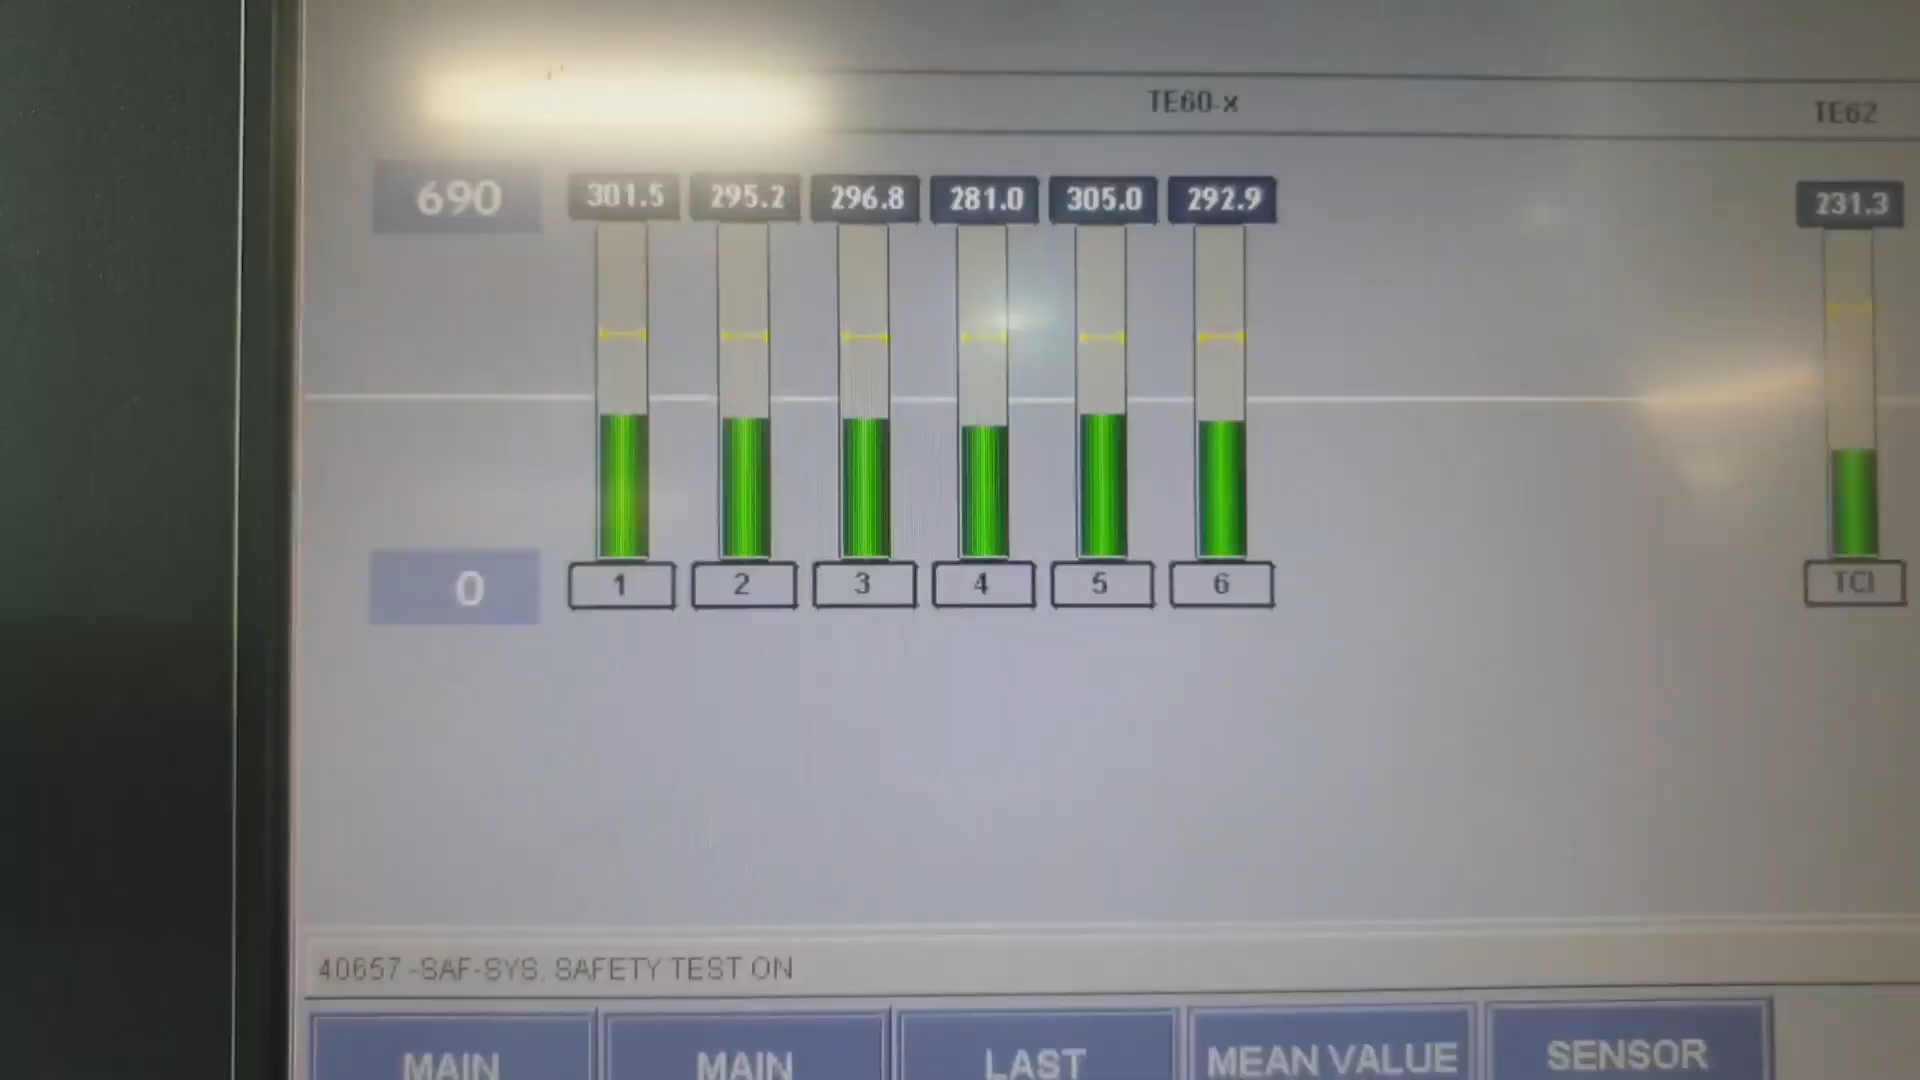 TE60-x
TE62
690
301.5
295.2
296.8
281.0
305.0
292.9
231.3
0
1
2
3
4
5
6
TCI
40657 -SAF-SYS. SAFETY TEST ON
MAIN
MAIN
LAST
MEAN VALUE
SENSOR